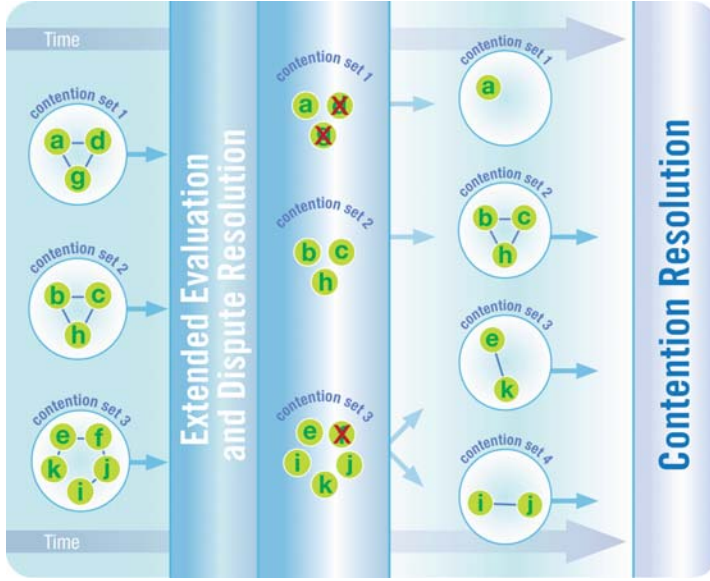 Time
contention set 1
a d
g
contention set 2
b c
h
contention set 3
e f
k j
i
Time
Extended Evaluation
and Dispute Resolution
contention set 1
a
contention set 2
b c
h
contention set 3
e
i j
k
contention set 1
a
contention set 2
b c
h
contention set 3
e
k
contention set 4
i j
Contention Resolution